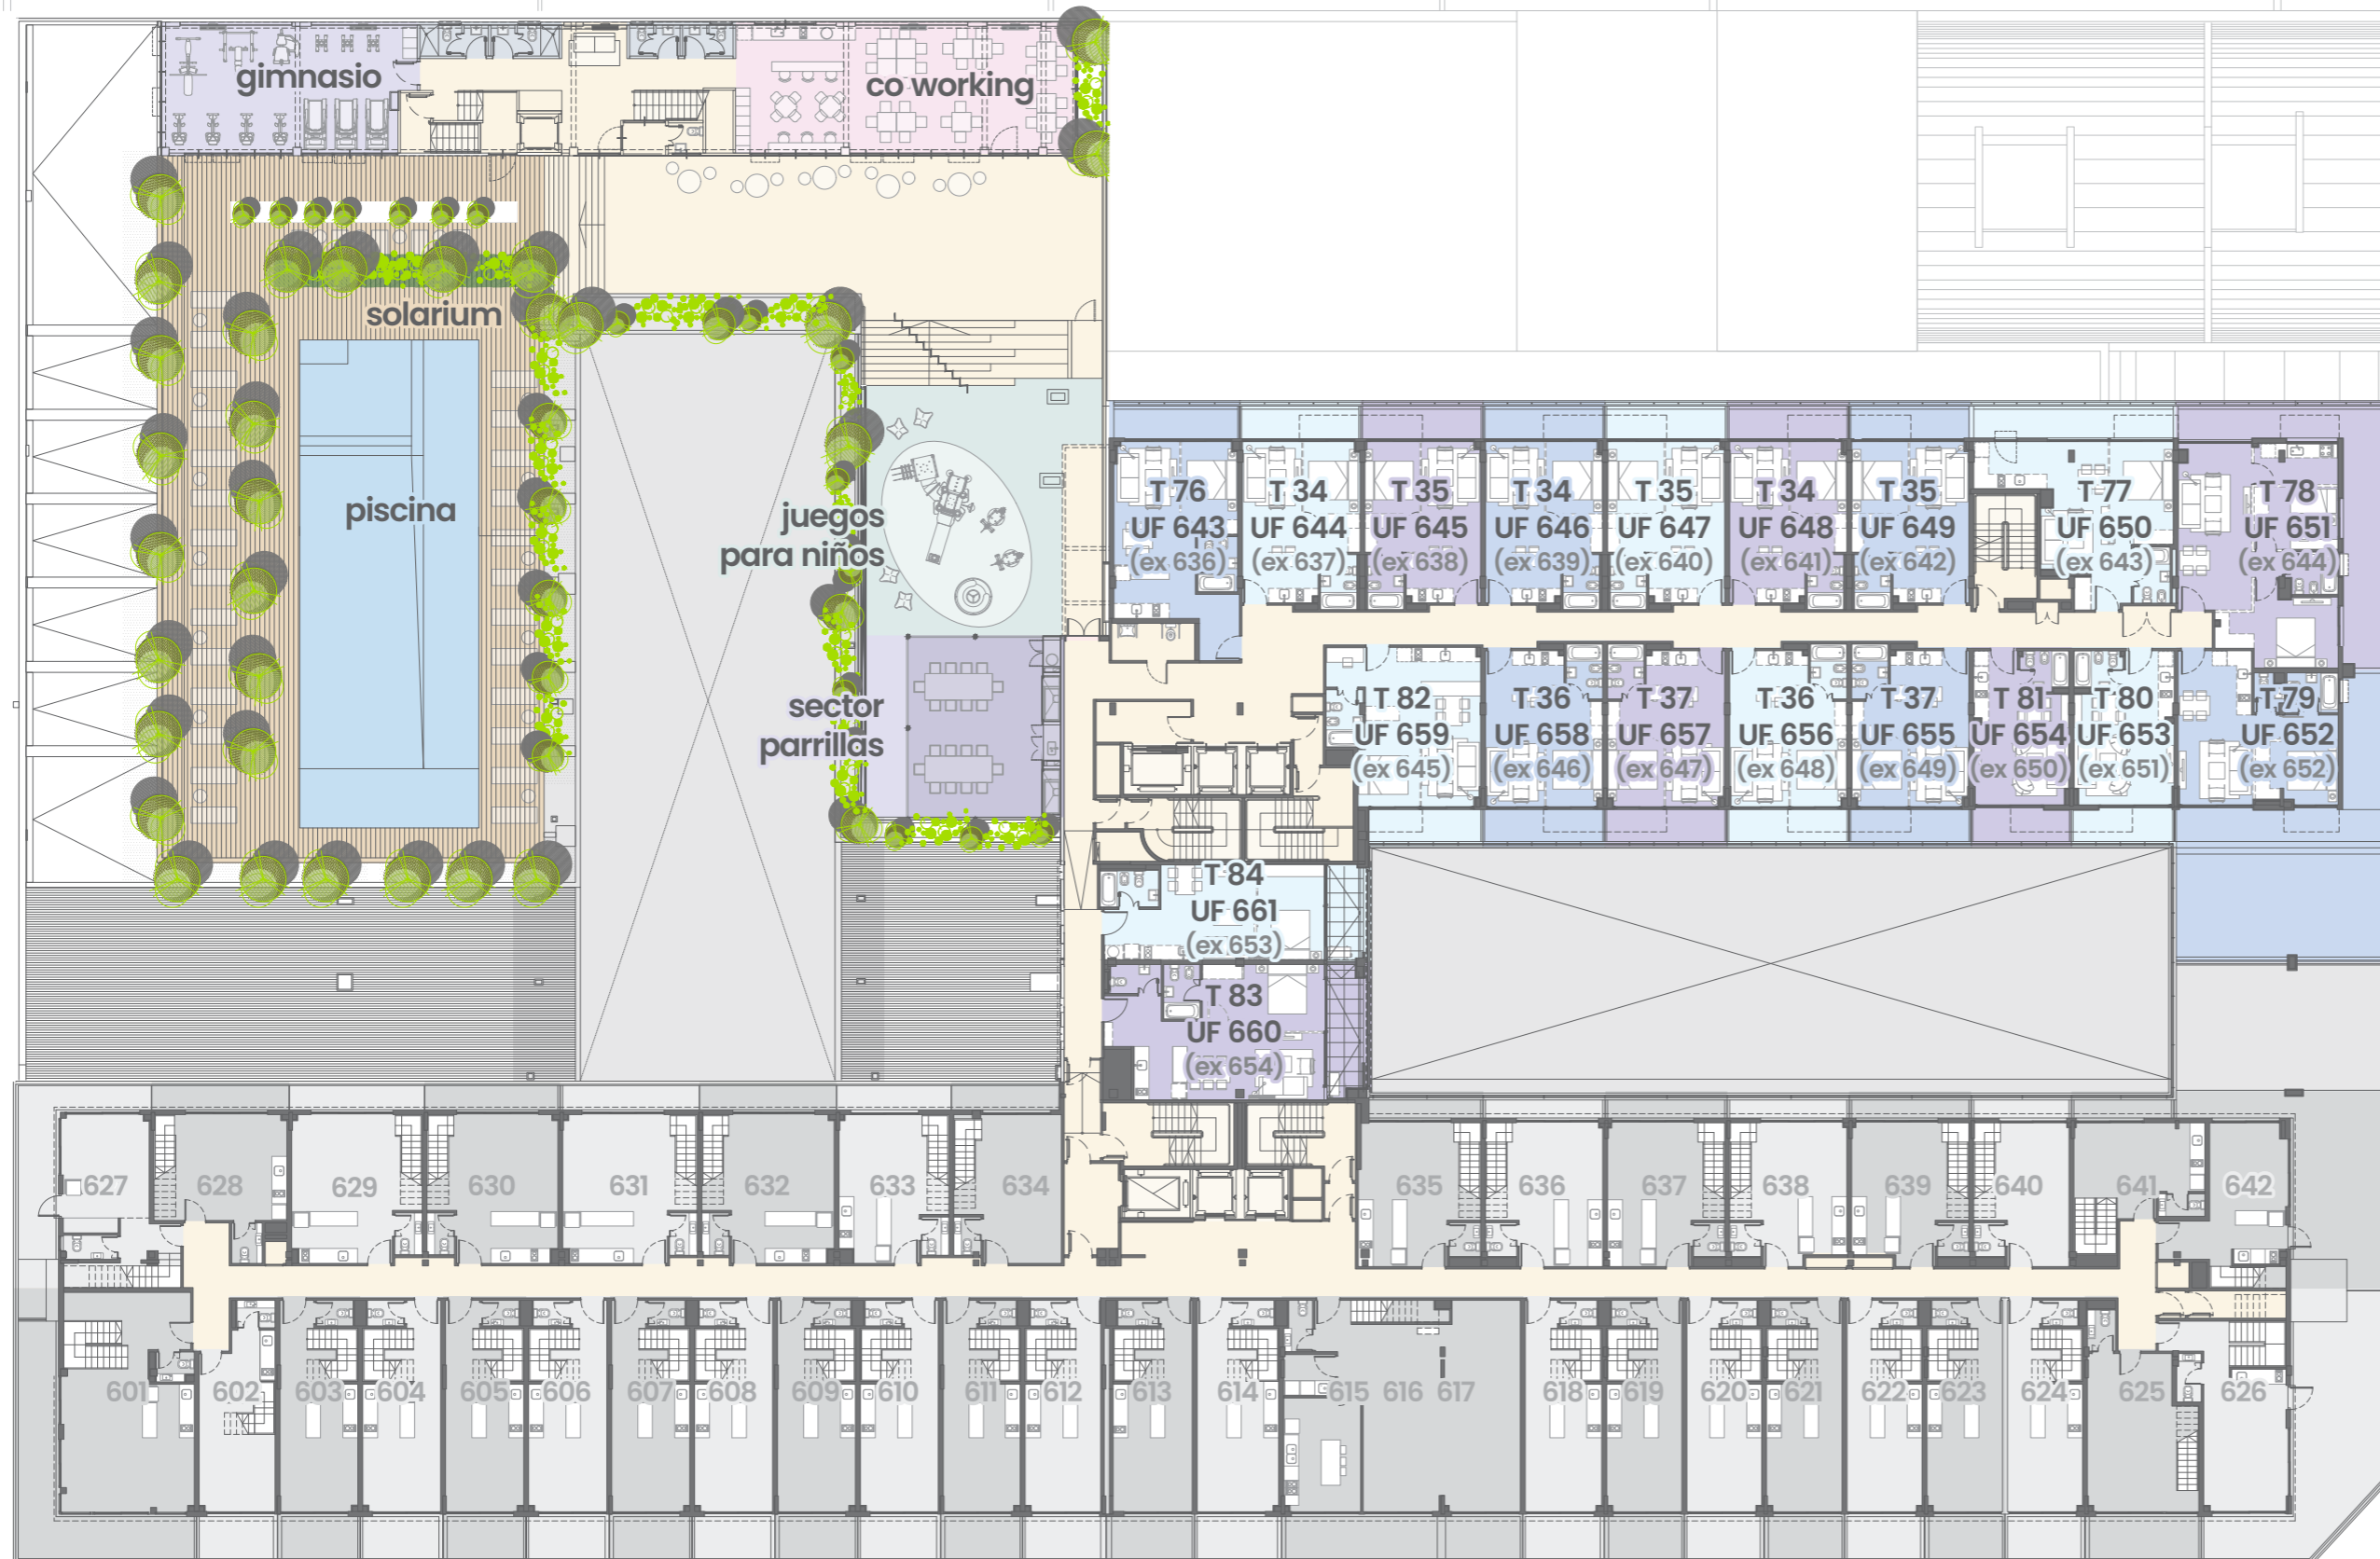 gimnasio
co working
solarium
piscina
juegos
para niños
sector
parrillas
T 76
UF 643
(ex 636)
T 34
UF 644
(ex 637)
T 35
UF 645
(ex 638)
T 34
UF 646
(ex 639)
T 35
UF 647
(ex 640)
T 34
UF 648
(ex 641)
T 35
UF 649
(ex 642)
T 77
UF 650
(ex 643)
T 78
UF 651
(ex 644)
T 82
UF 659
(ex 645)
T 36
UF 658
(ex 646)
T 37
UF 657
(ex 647)
T 36
UF 656
(ex 648)
T 37
UF 655
(ex 649)
T 81
UF 654
(ex 650)
T 80
UF 653
(ex 651)
T 79
UF 652
(ex 652)
T 84
UF 661
(ex 653)
T 83
UF 660
(ex 654)
627
628
629
630
631
632
633
634
635
636
637
638
639
640
641
642
601
602
603
604
605
606
607
608
609
610
611
612
613
614
615
616
617
618
619
620
621
622
623
624
625
626